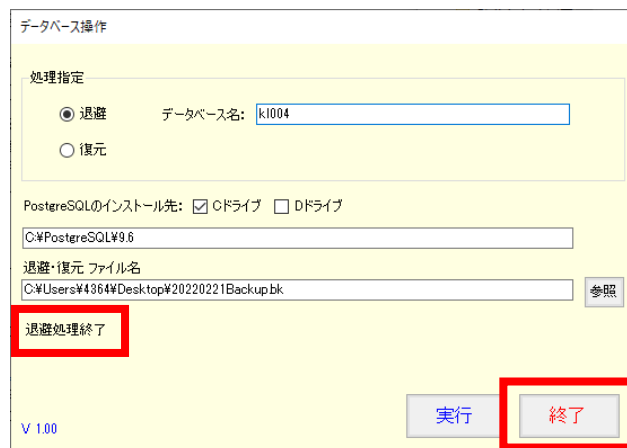 データベース操作
処理指定
退避 データベース名: kl004
復元
PostgreSQLのインストール先: Cドライブ Dドライブ
C:¥PostgreSQL¥9.6
退避・復元 ファイル名
C:¥Users¥4364¥Desktop¥20220221Backup.bk 参照
退避処理終了
実行 終了
V 1.00